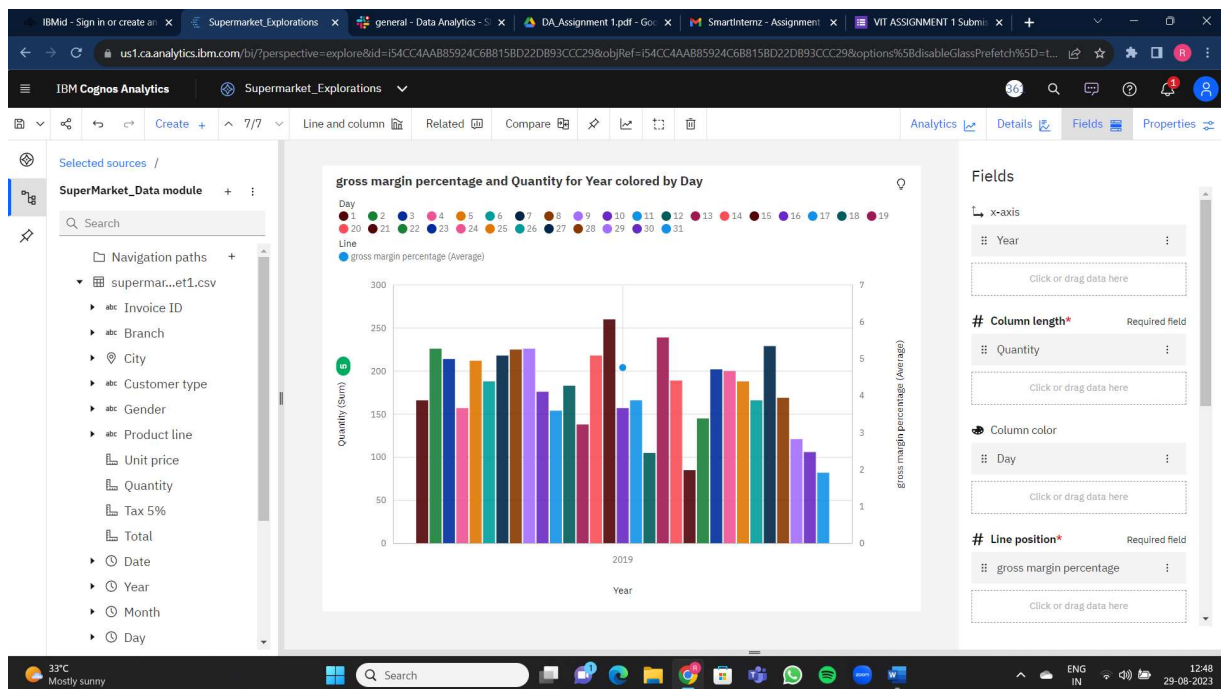 IBMid - Sign in or create an
Supermarket_Explorations
general - Data Analytics - S
DA_Assignment 1.pdf - Goo
SmartInternz - Assignment
VIT ASSIGNMENT 1 Submis
us1.ca.analytics.ibm.com/bi/?perspective=explore&id=i54CC4AAB85924C6B815BD22DB93CCC29&objRef=i54CC4AAB85924C6B815BD22DB93CCC29&options%5BdisableGlassPrefetch%5D=t...
R
IBM Cognos Analytics
Supermarket_Explorations
361
1
Create +
7/7
Line and column
Related
Compare
Analytics
Details
Fields
Properties
Selected sources /
SuperMarket_Data module
Search
Navigation paths +
supermar...et1.csv
abc Invoice ID
abc Branch
City
abc Customer type
abc Gender
abc Product line
Unit price
Quantity
Tax 5%
Total
Date
Year
Month
Day
gross margin percentage and Quantity for Year colored by Day
Day
1 2 3 4 5 6 7 8 9 10 11 12 13 14 15 16 17 18 19
20 21 22 23 24 25 26 27 28 29 30 31
Line
gross margin percentage (Average)
300
250
200
150
100
50
0
Quantity (Sum)
5
7
6
5
4
3
2
1
0
gross margin percentage (Average)
2019
Year
Fields
x-axis
Year
Click or drag data here
# Column length* Required field
Quantity
Click or drag data here
Column color
Day
Click or drag data here
# Line position* Required field
gross margin percentage
Click or drag data here
33°C
Mostly sunny
Search
1
R
zoom
W
ENG
IN
12:48
29-08-2023